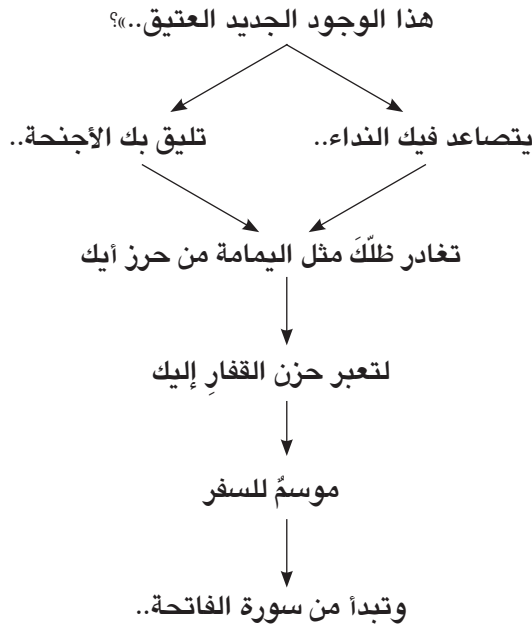 هذا الوجود الجديد العتيق..»؟
يتصاعد فيك النداء..
تليق بك الأجنحة..
تغادر ظلّكَ مثل اليمامة من حرز أيك
لتعبر حزن القفارِ إليك
موسمٌ للسفر
وتبدأ من سورة الفاتحة..